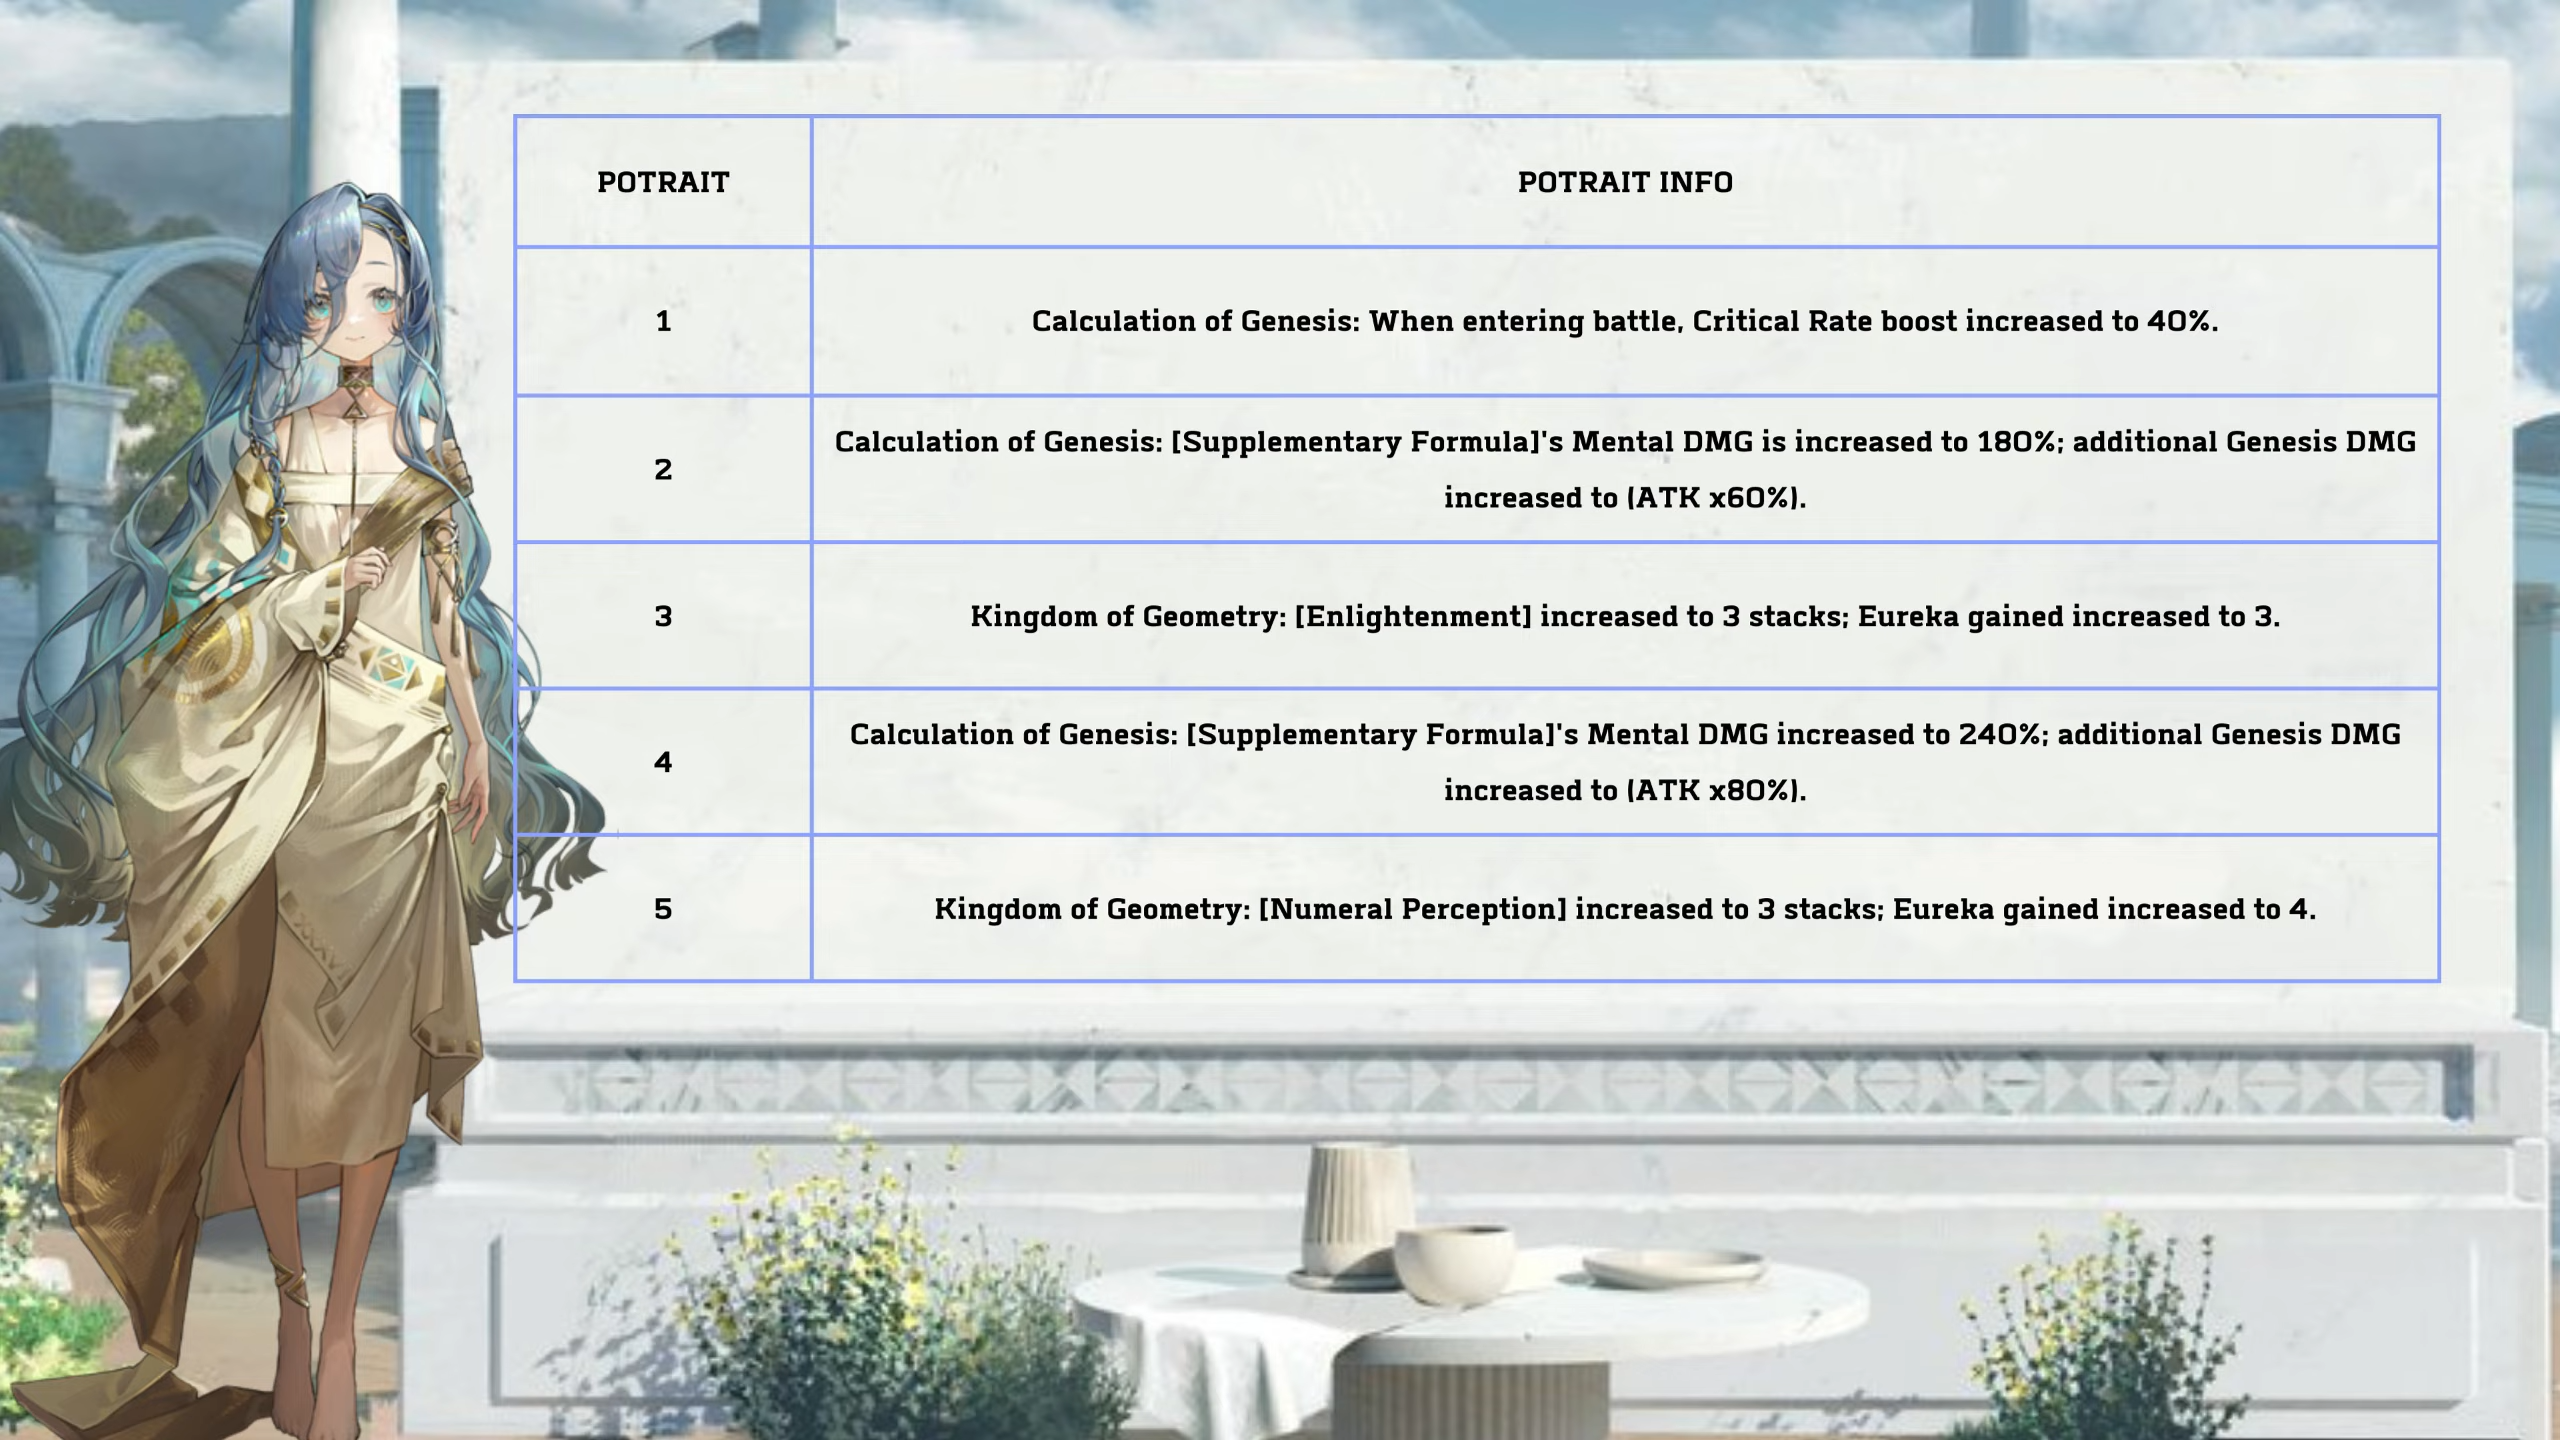 POTRAIT
POTRAIT INFO
1
Calculation of Genesis: When entering battle, Critical Rate boost increased to 40%.
2
Calculation of Genesis: [Supplementary Formula]'s Mental DMG is increased to 180%; additional Genesis DMG
increased to (ATK x60%).
3
Kingdom of Geometry: [Enlightenment] increased to 3 stacks; Eureka gained increased to 3.
4
Calculation of Genesis: [Supplementary Formula]'s Mental DMG increased to 240%; additional Genesis DMG
increased to (ATK x80%).
5
Kingdom of Geometry: [Numeral Perception] increased to 3 stacks; Eureka gained increased to 4.